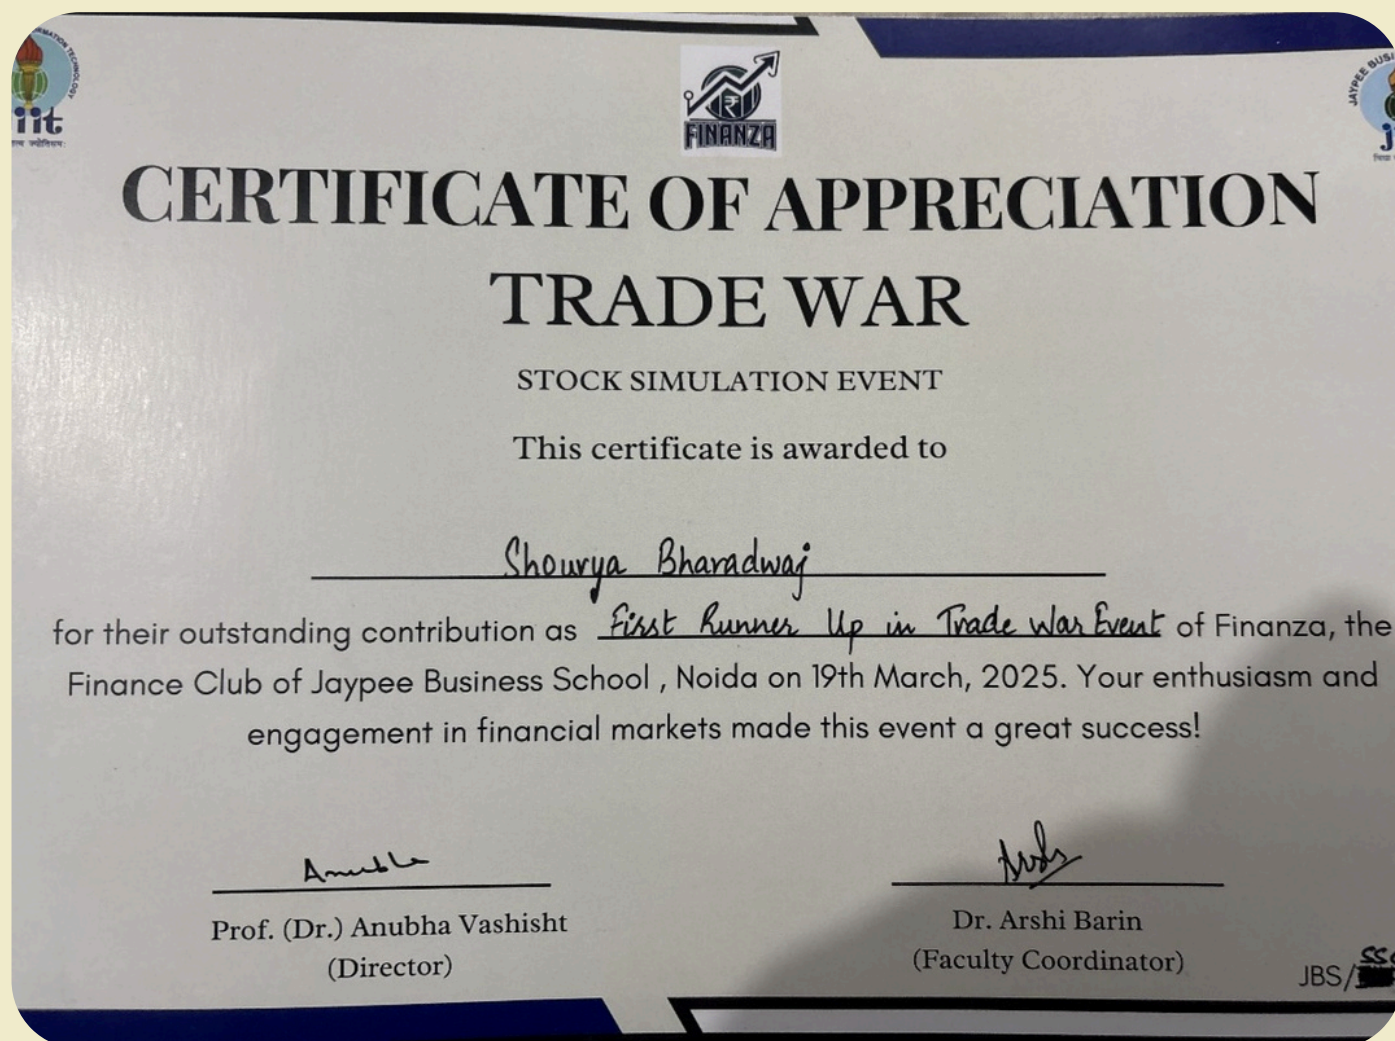 iit
FINANZA
JAYPEE BUSI
CERTIFICATE OF APPRECIATION
TRADE WAR
STOCK SIMULATION EVENT
This certificate is awarded to
Shourya Bharadwaj
for their outstanding contribution as First Runner Up in Trade War Event of Finanza, the
Finance Club of Jaypee Business School , Noida on 19th March, 2025. Your enthusiasm and
engagement in financial markets made this event a great success!
Anubha
Prof. (Dr.) Anubha Vashisht
(Director)
Dr. Arshi Barin
(Faculty Coordinator)
JBS/